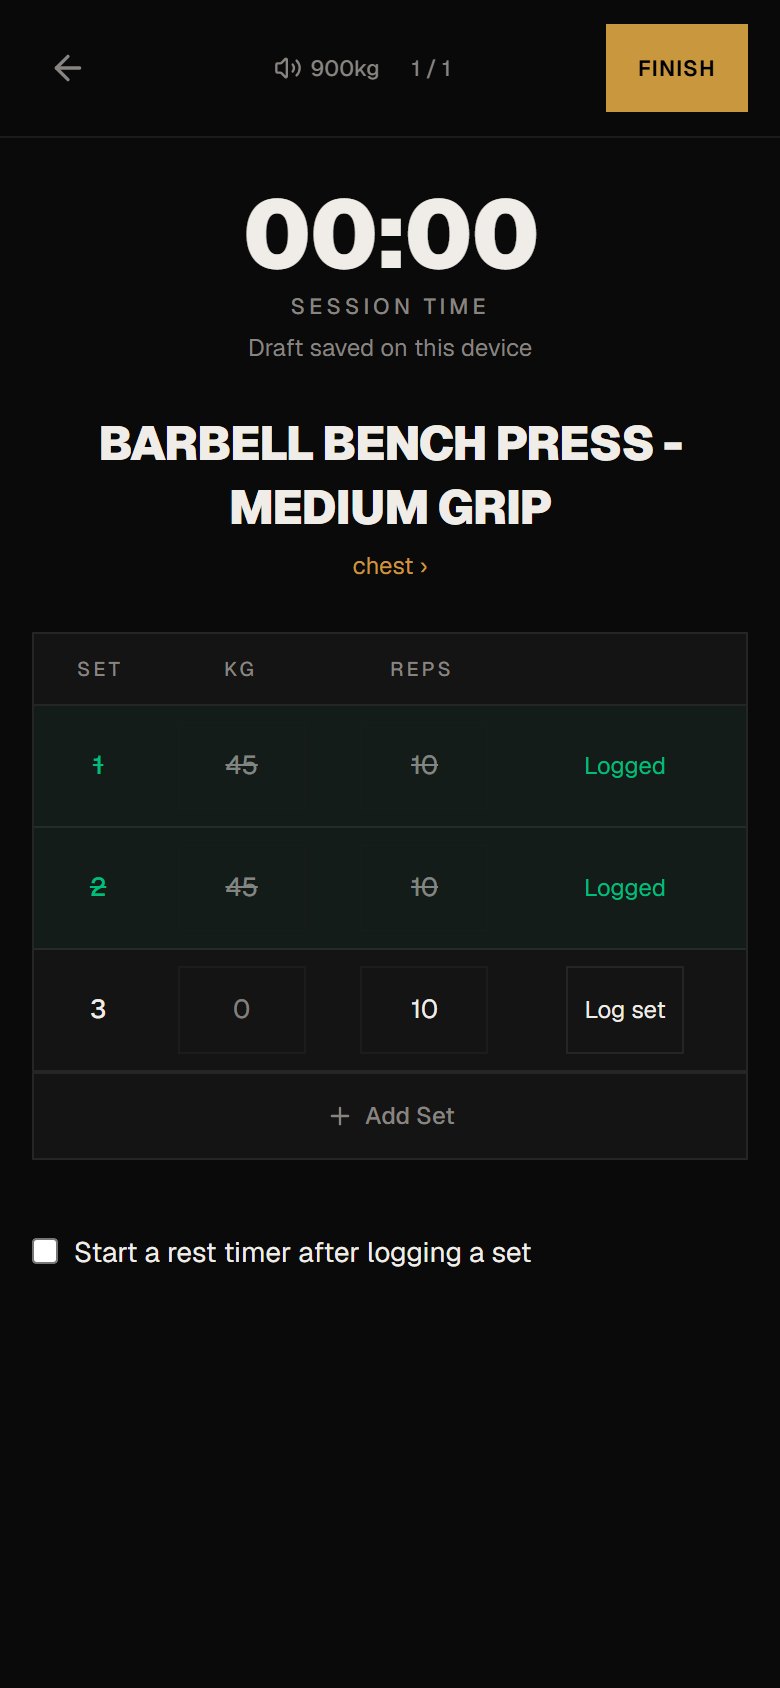 900kg 1 / 1 FINISH
00:00
SESSION TIME
Draft saved on this device
BARBELL BENCH PRESS -
MEDIUM GRIP
chest ›
SET KG REPS
1 45 10 Logged
2 45 10 Logged
3 0 10 Log set
+ Add Set
Start a rest timer after logging a set